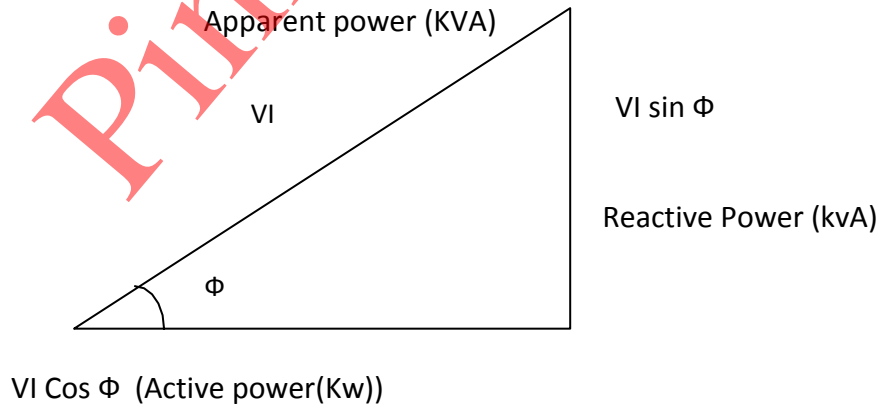 Apparent power (KVA)
VI
VI sin Φ
Reactive Power (kvA)
Φ
VI Cos Φ (Active power(Kw))